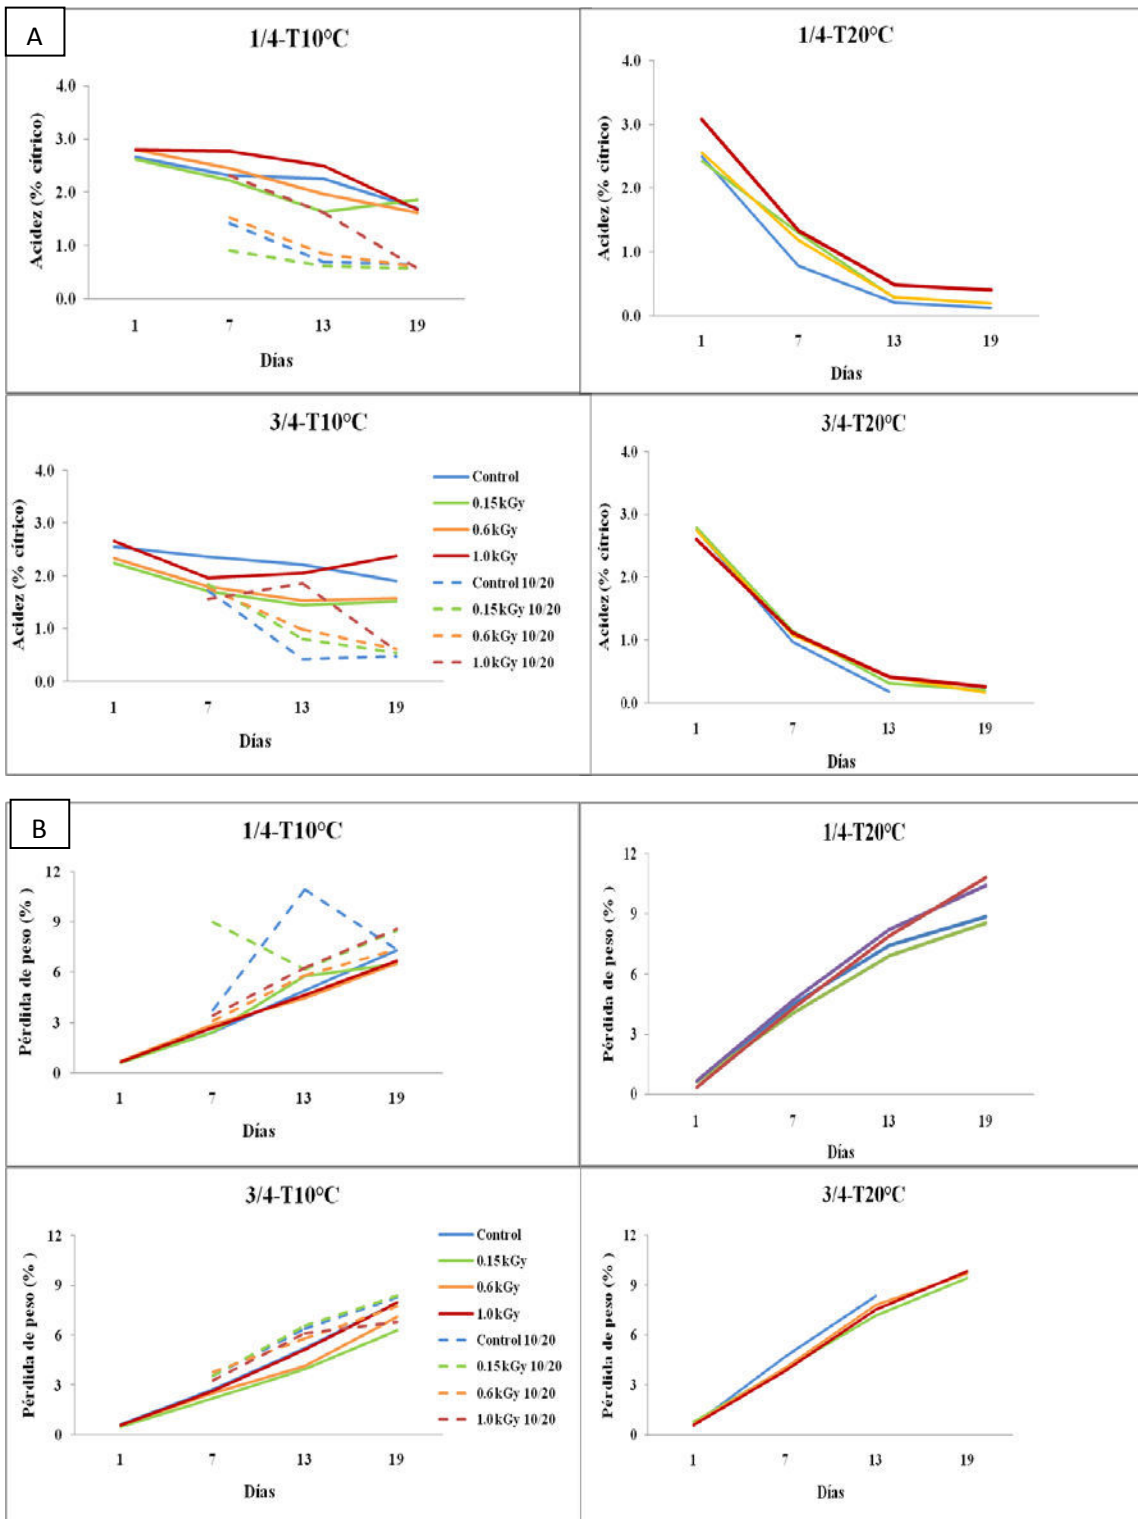 A
1/4-T10°C
4.0
3.0
2.0
1.0
0.0
Acidez (% cítrico)
1 7 13 19
Días
1/4-T20°C
4.0
3.0
2.0
1.0
0.0
Acidez (% cítrico)
1 7 13 19
Días
3/4-T10°C
4.0
3.0
2.0
1.0
0.0
Acidez (% cítrico)
1 7 13 19
Días
Control
0.15kGy
0.6kGy
1.0kGy
Control 10/20
0.15kGy 10/20
0.6kGy 10/20
1.0kGy 10/20
3/4-T20°C
4.0
3.0
2.0
1.0
0.0
Acidez (% cítrico)
1 7 13 19
Días
B
1/4-T10°C
12
9
6
3
0
Pérdida de peso (% )
1 7 13 19
Días
1/4-T20°C
12
9
6
3
0
Pérdida de peso (% )
1 7 13 19
Días
3/4-T10°C
12
9
6
3
0
Pérdida de peso (% )
1 7 13 19
Días
Control
0.15kGy
0.6kGy
1.0kGy
Control 10/20
0.15kGy 10/20
0.6kGy 10/20
1.0kGy 10/20
3/4-T20°C
12
9
6
3
0
Pérdida de peso (% )
1 7 13 19
Días